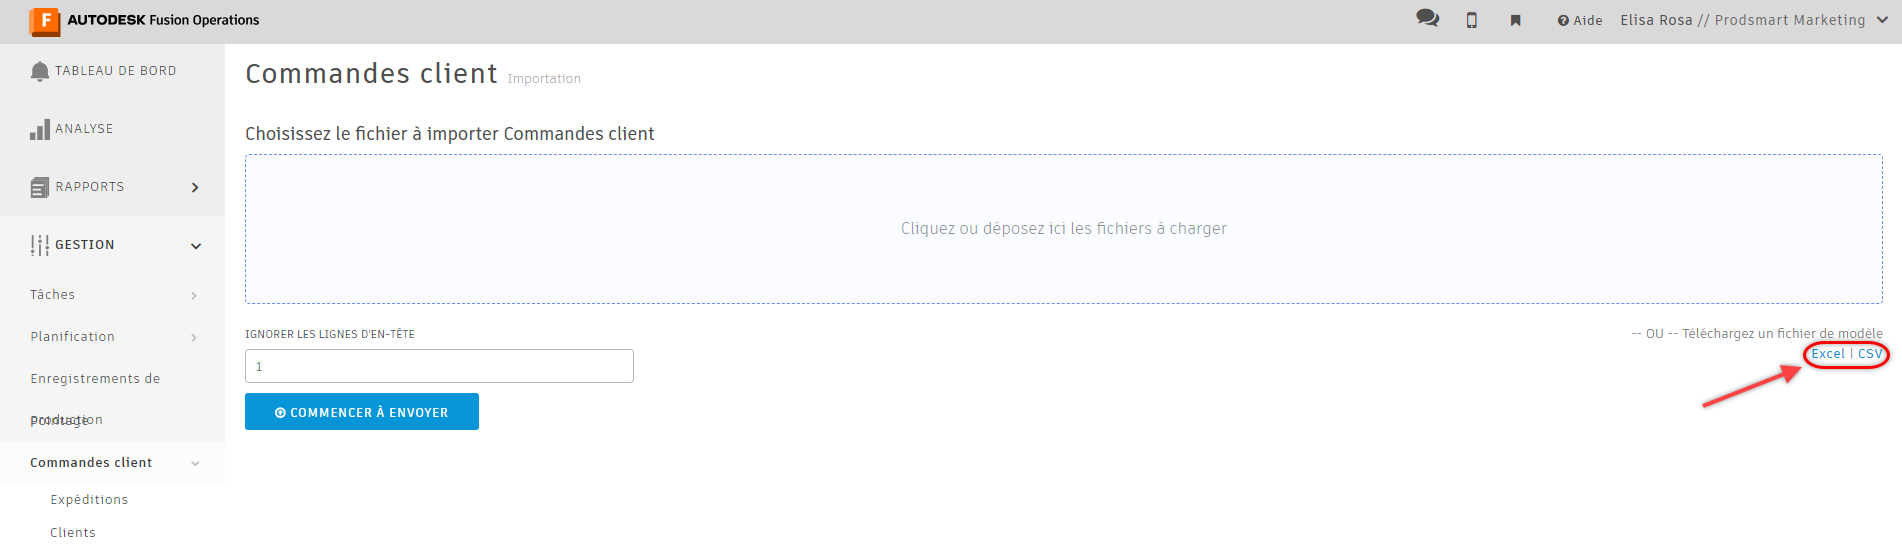 F AUTODESK Fusion Operations
Aide Elisa Rosa // Prodsmart Marketing
TABLEAU DE BORD
ANALYSE
RAPPORTS
GESTION
Tâches
Planification
Enregistrements de
production
Pointage
Commandes client
Expéditions
Clients
Commandes client Importation
Choisissez le fichier à importer Commandes client
Cliquez ou déposez ici les fichiers à charger
IGNORER LES LIGNES D'EN-TÊTE
1
COMMENCER À ENVOYER
-- OU -- Téléchargez un fichier de modèle
Excel | CSV